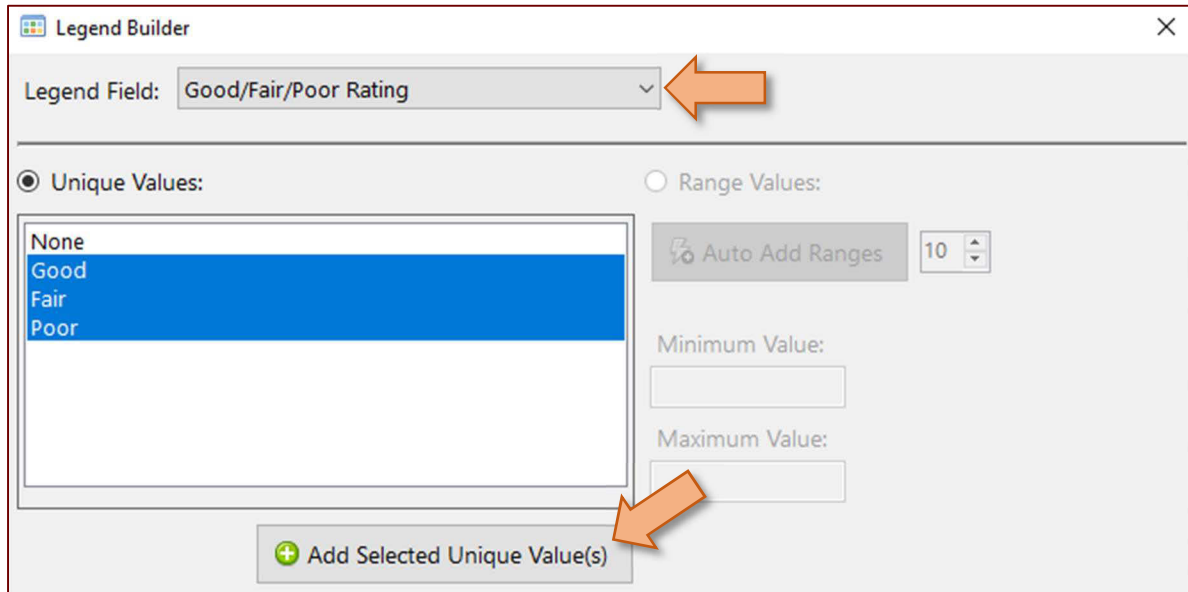 Legend Builder
Legend Field: Good/Fair/Poor Rating
Unique Values:
None
Good
Fair
Poor
Add Selected Unique Value(s)
Range Values:
Auto Add Ranges 10
Minimum Value:
Maximum Value: